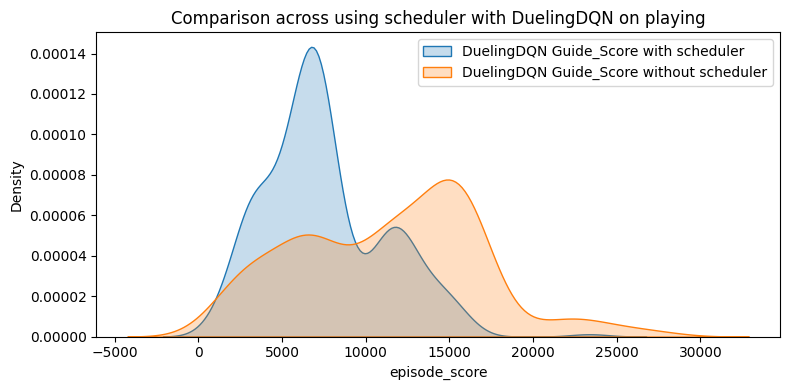 Comparison across using scheduler with DuelingDQN on playing
DuelingDQN Guide_Score with scheduler
DuelingDQN Guide_Score without scheduler
Density
0.00014
0.00012
0.00010
0.00008
0.00006
0.00004
0.00002
0.00000
−5000 0 5000 10000 15000 20000 25000 30000
episode_score